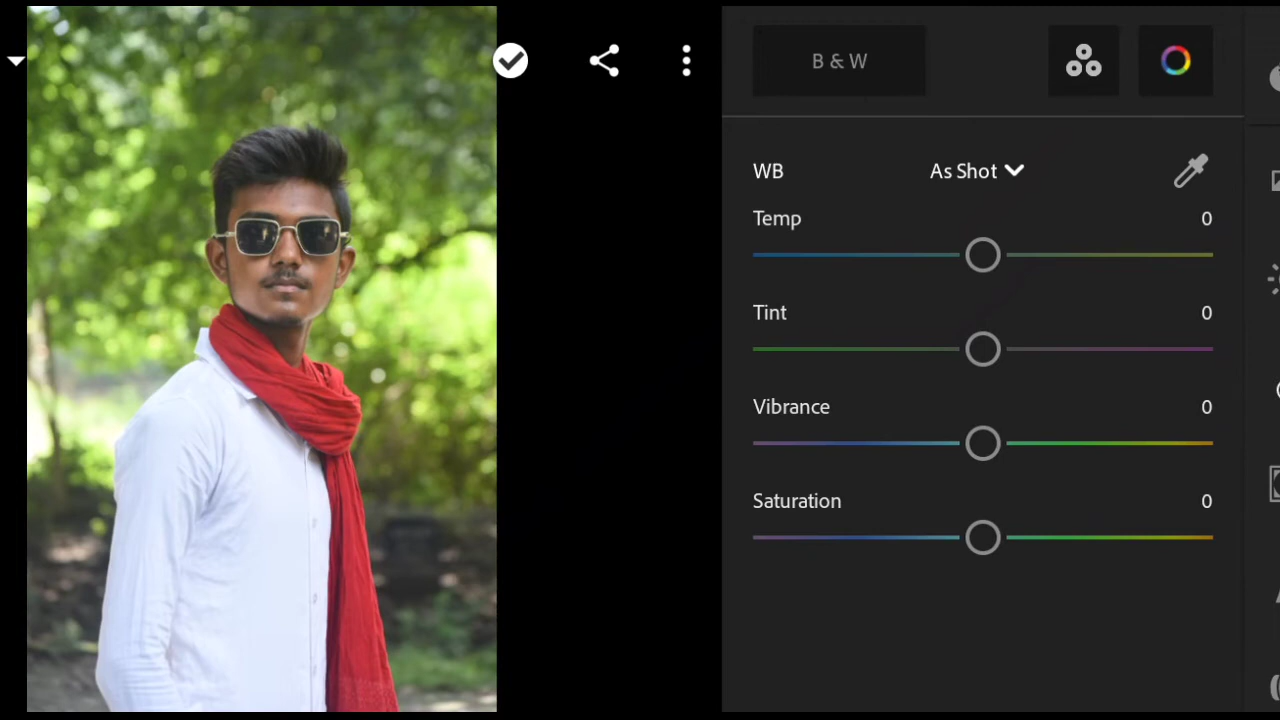 B & W
WB As Shot
Temp 0
Tint 0
Vibrance 0
Saturation 0